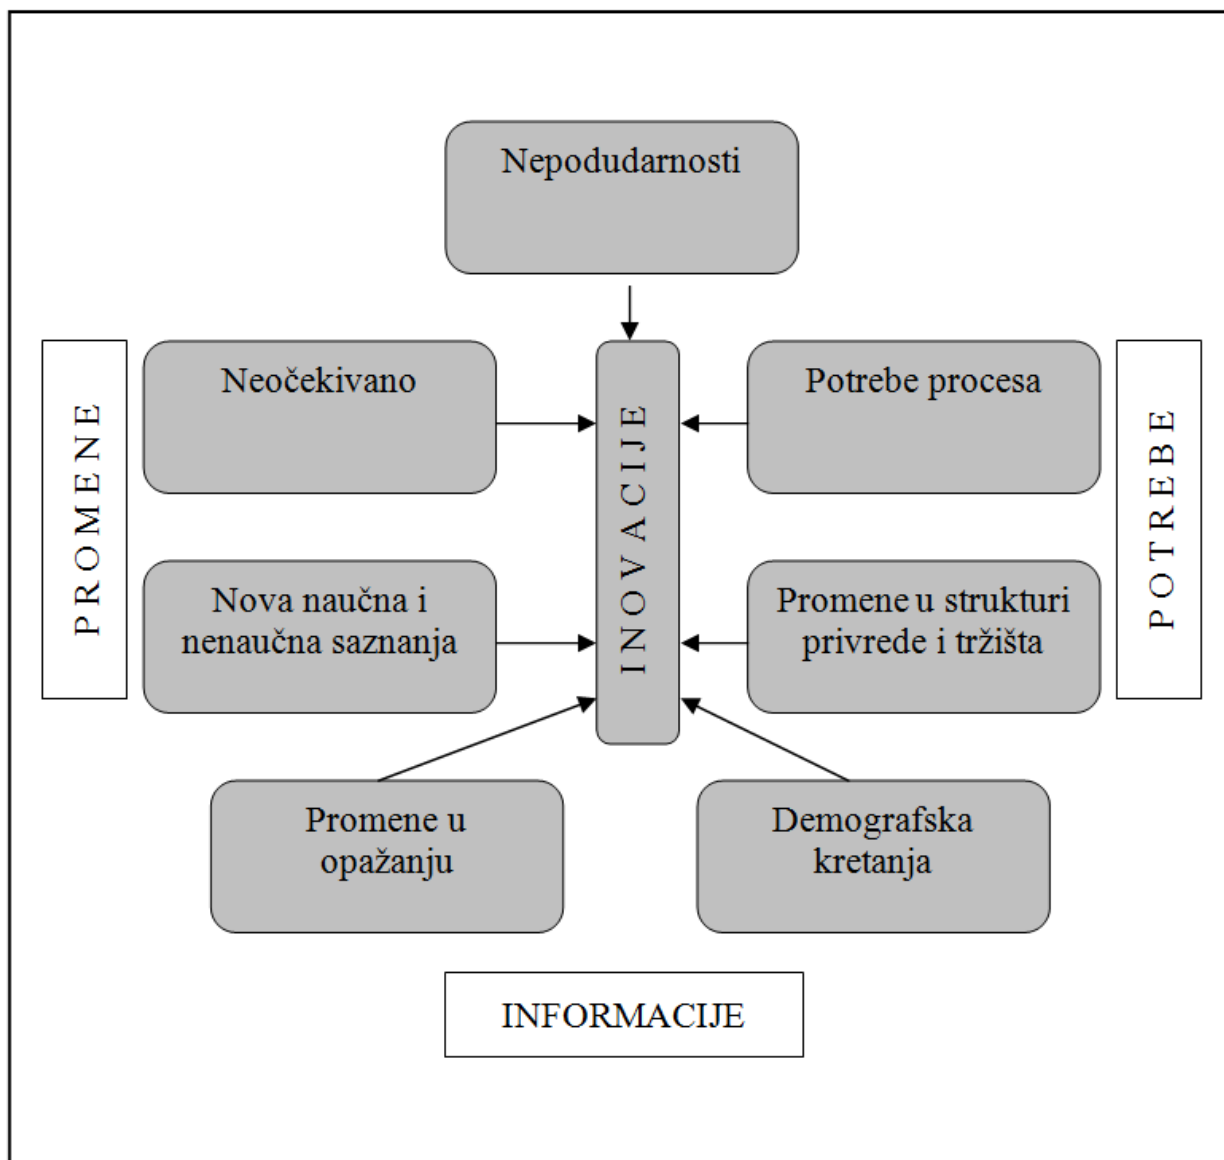 Nepodudarnosti
PROMENE
Neočekivano
INOVACIJE
Potrebe procesa
POTREBE
Nova naučna i
nenaučna saznanja
Promene u strukturi
privrede i tržišta
Promene u
opažanju
Demografska
kretanja
INFORMACIJE